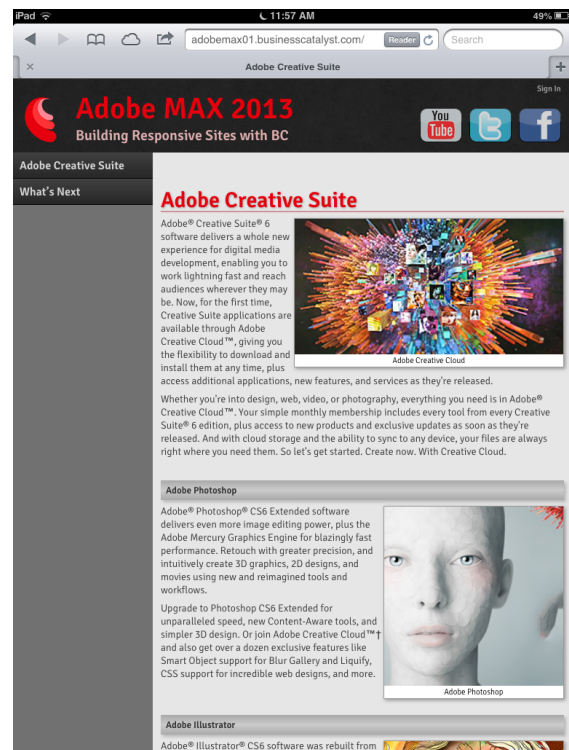 iPad 11:57 AM 49%
adobemax01.businesscatalyst.com/ Reader Search
Adobe Creative Suite
Sign In
Adobe MAX 2013
Building Responsive Sites with BC
You
Tube
Adobe Creative Suite
What's Next
Adobe Creative Suite
Adobe® Creative Suite® 6
software delivers a whole new
experience for digital media
development, enabling you to
work lightning fast and reach
audiences wherever they may
be. Now, for the first time,
Creative Suite applications are
available through Adobe
Creative Cloud™, giving you
the flexibility to download and
install them at any time, plus
access additional applications, new features, and services as they're released.
Adobe Creative Cloud
Whether you're into design, web, video, or photography, everything you need is in Adobe®
Creative Cloud™. Your simple monthly membership includes every tool from every Creative
Suite® 6 edition, plus access to new products and exclusive updates as soon as they're
released. And with cloud storage and the ability to sync to any device, your files are always
right where you need them. So let's get started. Create now. With Creative Cloud.
Adobe Photoshop
Adobe® Photoshop® CS6 Extended software
delivers even more image editing power, plus the
Adobe Mercury Graphics Engine for blazingly fast
performance. Retouch with greater precision, and
intuitively create 3D graphics, 2D designs, and
movies using new and reimagined tools and
workflows.
Upgrade to Photoshop CS6 Extended for
unparalleled speed, new Content-Aware tools, and
simpler 3D design. Or join Adobe Creative Cloud™†
and also get over a dozen exclusive features like
Smart Object support for Blur Gallery and Liquify,
CSS support for incredible web designs, and more.
Adobe Photoshop
Adobe Illustrator
Adobe® Illustrator® CS6 software was rebuilt from